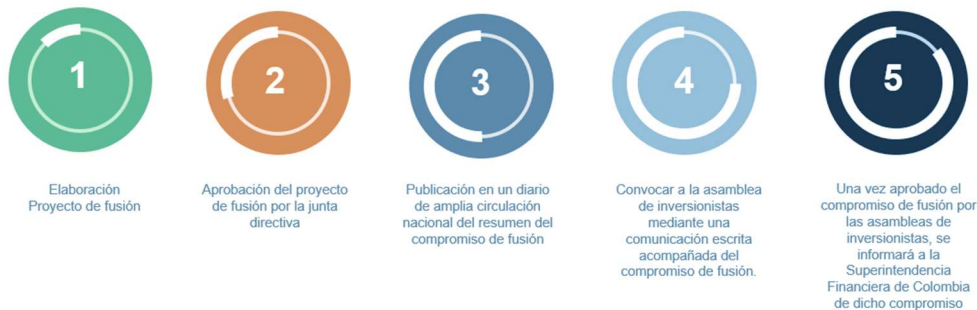 1
Elaboración
Proyecto de fusión
2
Aprobación del proyecto
de fusión por la junta
directiva
3
Publicación en un diario
de amplia circulación
nacional del resumen del
compromiso de fusión
4
Convocar a la asamblea
de inversionistas
mediante una
comunicación escrita
acompañada del
compromiso de fusión.
5
Una vez aprobado el
compromiso de fusión por
las asambleas de
inversionistas, se
informará a la
Superintendencia
Financiera de Colombia
de dicho compromiso